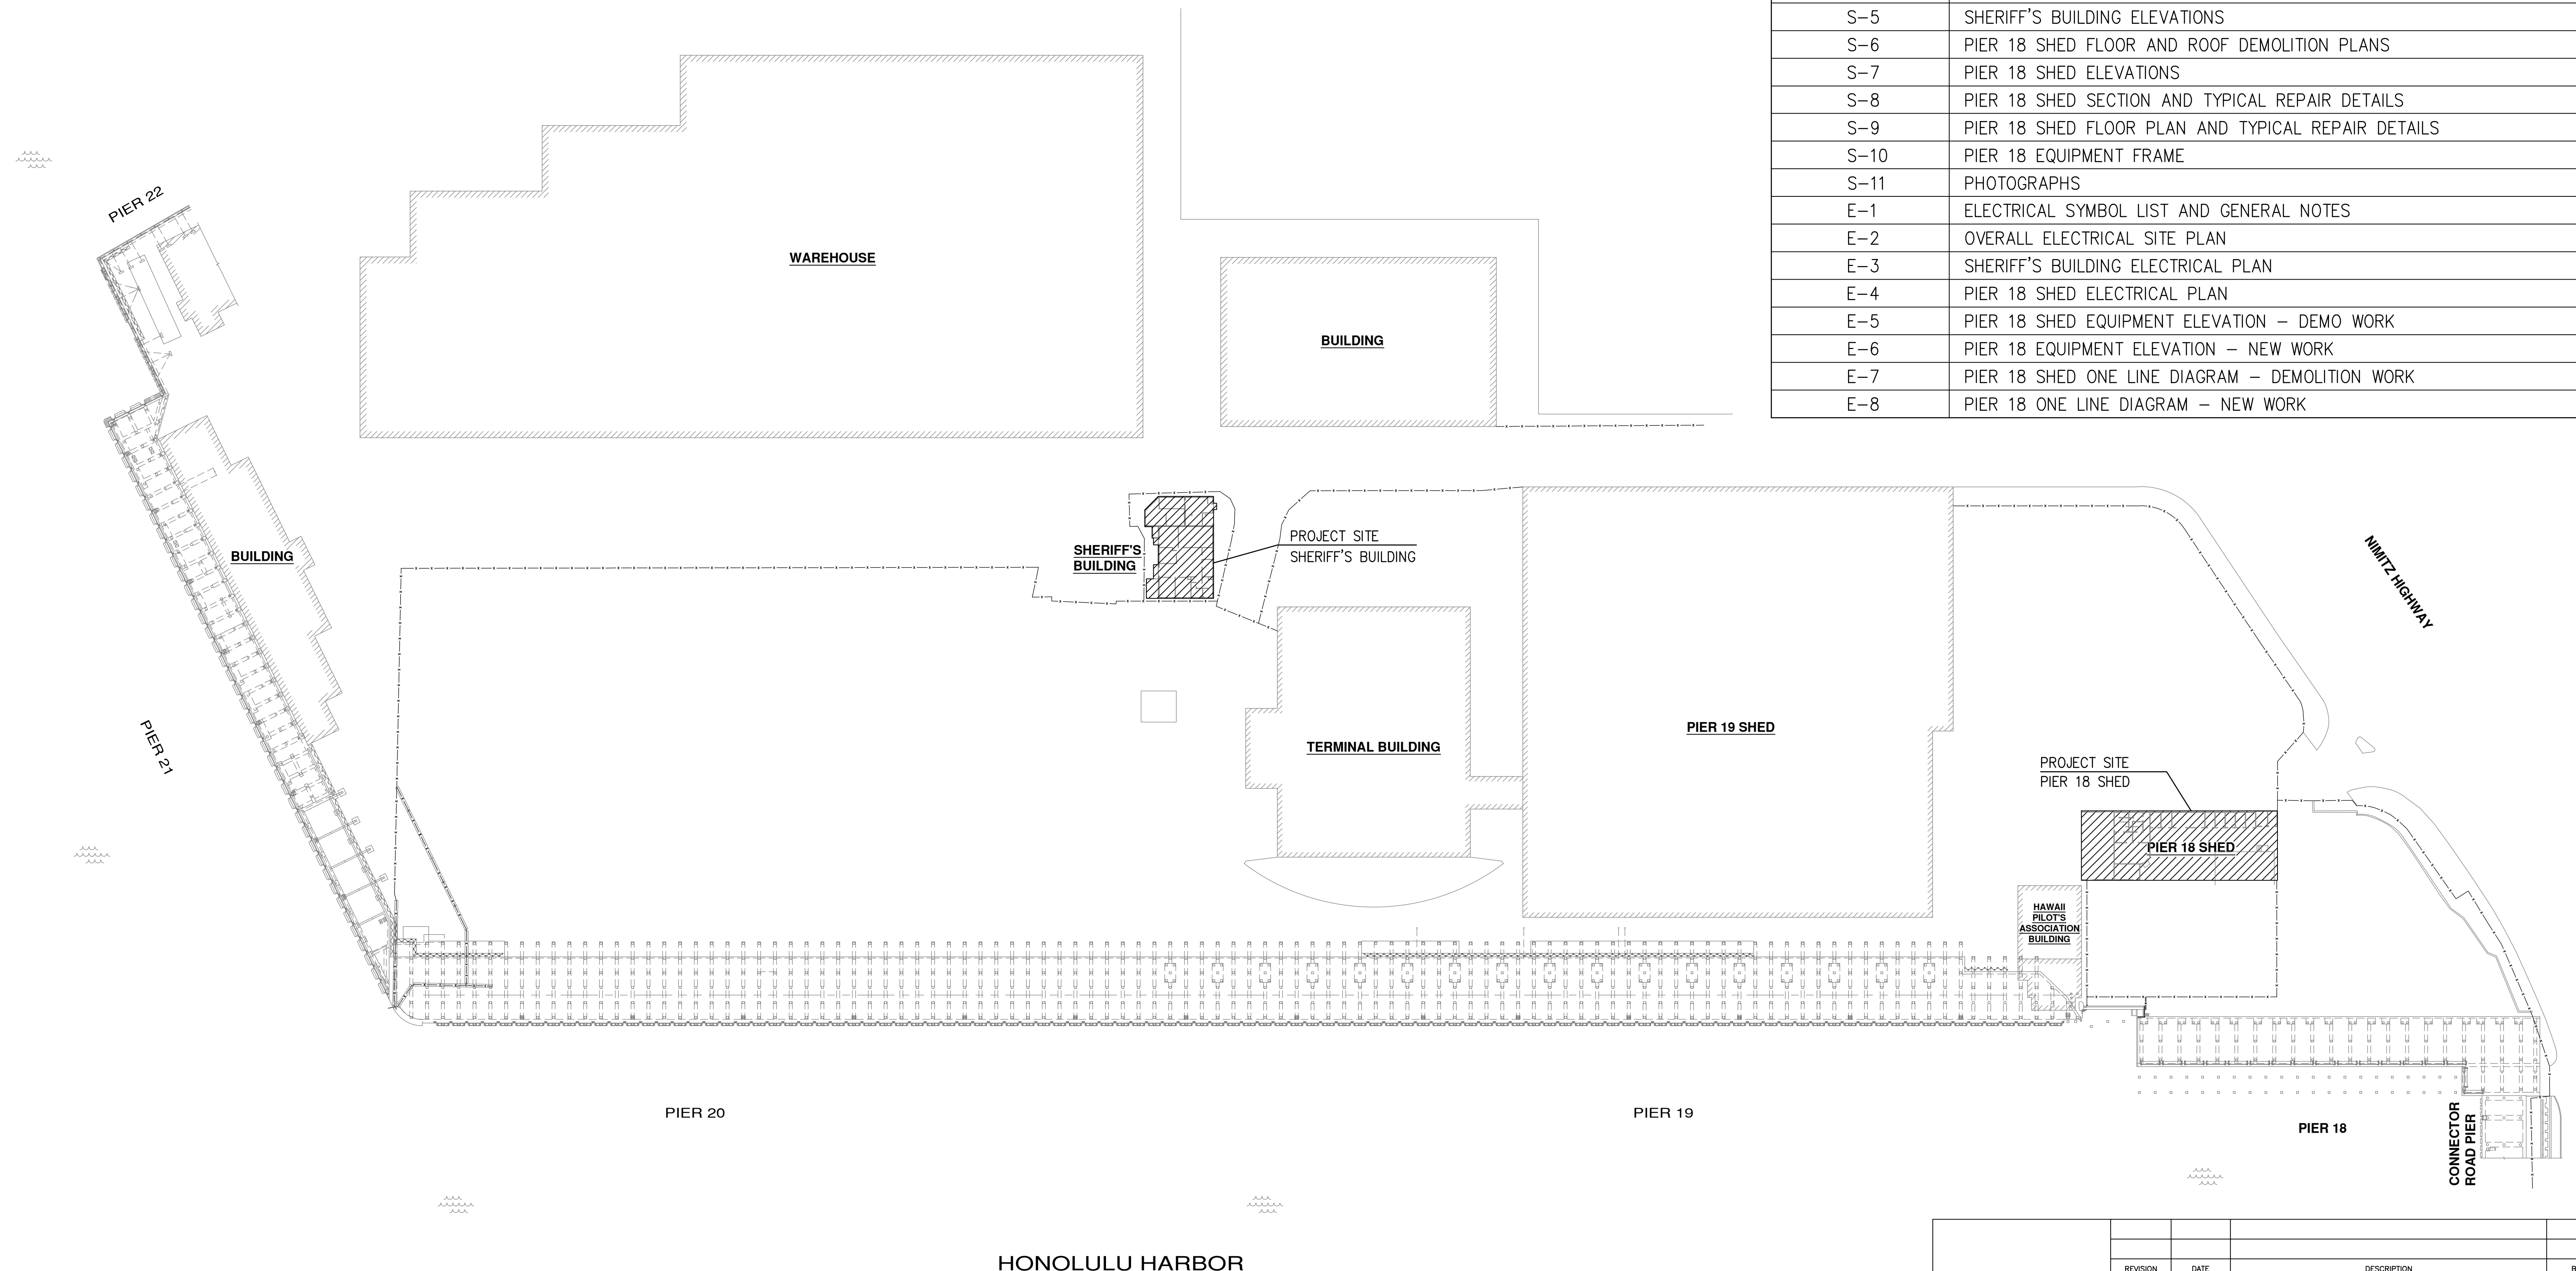 S-5 SHERIFF'S BUILDING ELEVATIONS
S-6 PIER 18 SHED FLOOR AND ROOF DEMOLITION PLANS
S-7 PIER 18 SHED ELEVATIONS
S-8 PIER 18 SHED SECTION AND TYPICAL REPAIR DETAILS
S-9 PIER 18 SHED FLOOR PLAN AND TYPICAL REPAIR DETAILS
S-10 PIER 18 EQUIPMENT FRAME
S-11 PHOTOGRAPHS
E-1 ELECTRICAL SYMBOL LIST AND GENERAL NOTES
E-2 OVERALL ELECTRICAL SITE PLAN
E-3 SHERIFF'S BUILDING ELECTRICAL PLAN
E-4 PIER 18 SHED ELECTRICAL PLAN
E-5 PIER 18 SHED EQUIPMENT ELEVATION - DEMO WORK
E-6 PIER 18 EQUIPMENT ELEVATION - NEW WORK
E-7 PIER 18 SHED ONE LINE DIAGRAM - DEMOLITION WORK
E-8 PIER 18 ONE LINE DIAGRAM - NEW WORK
PIER 22
WAREHOUSE
BUILDING
BUILDING
SHERIFF'S
BUILDING
PROJECT SITE
SHERIFF'S BUILDING
NIMITZ HIGHWAY
PIER 21
TERMINAL BUILDING
PIER 19 SHED
PROJECT SITE
PIER 18 SHED
PIER 18 SHED
HAWAII
PILOT'S
ASSOCIATION
BUILDING
PIER 20
PIER 19
PIER 18
CONNECTOR
ROAD PIER
HONOLULU HARBOR
REVISION DATE DESCRIPTION